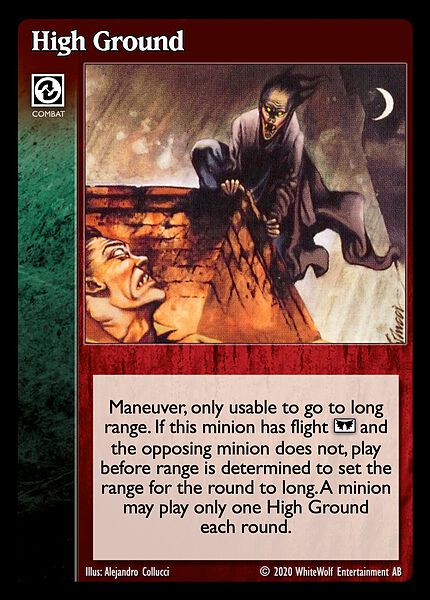 High Ground
COMBAT
Maneuver, only usable to go to long
range. If this minion has flight and
the opposing minion does not, play
before range is determined to set the
range for the round to long. A minion
may play only one High Ground
each round.
Illus: Alejandro Collucci © 2020 WhiteWolf Entertainment AB